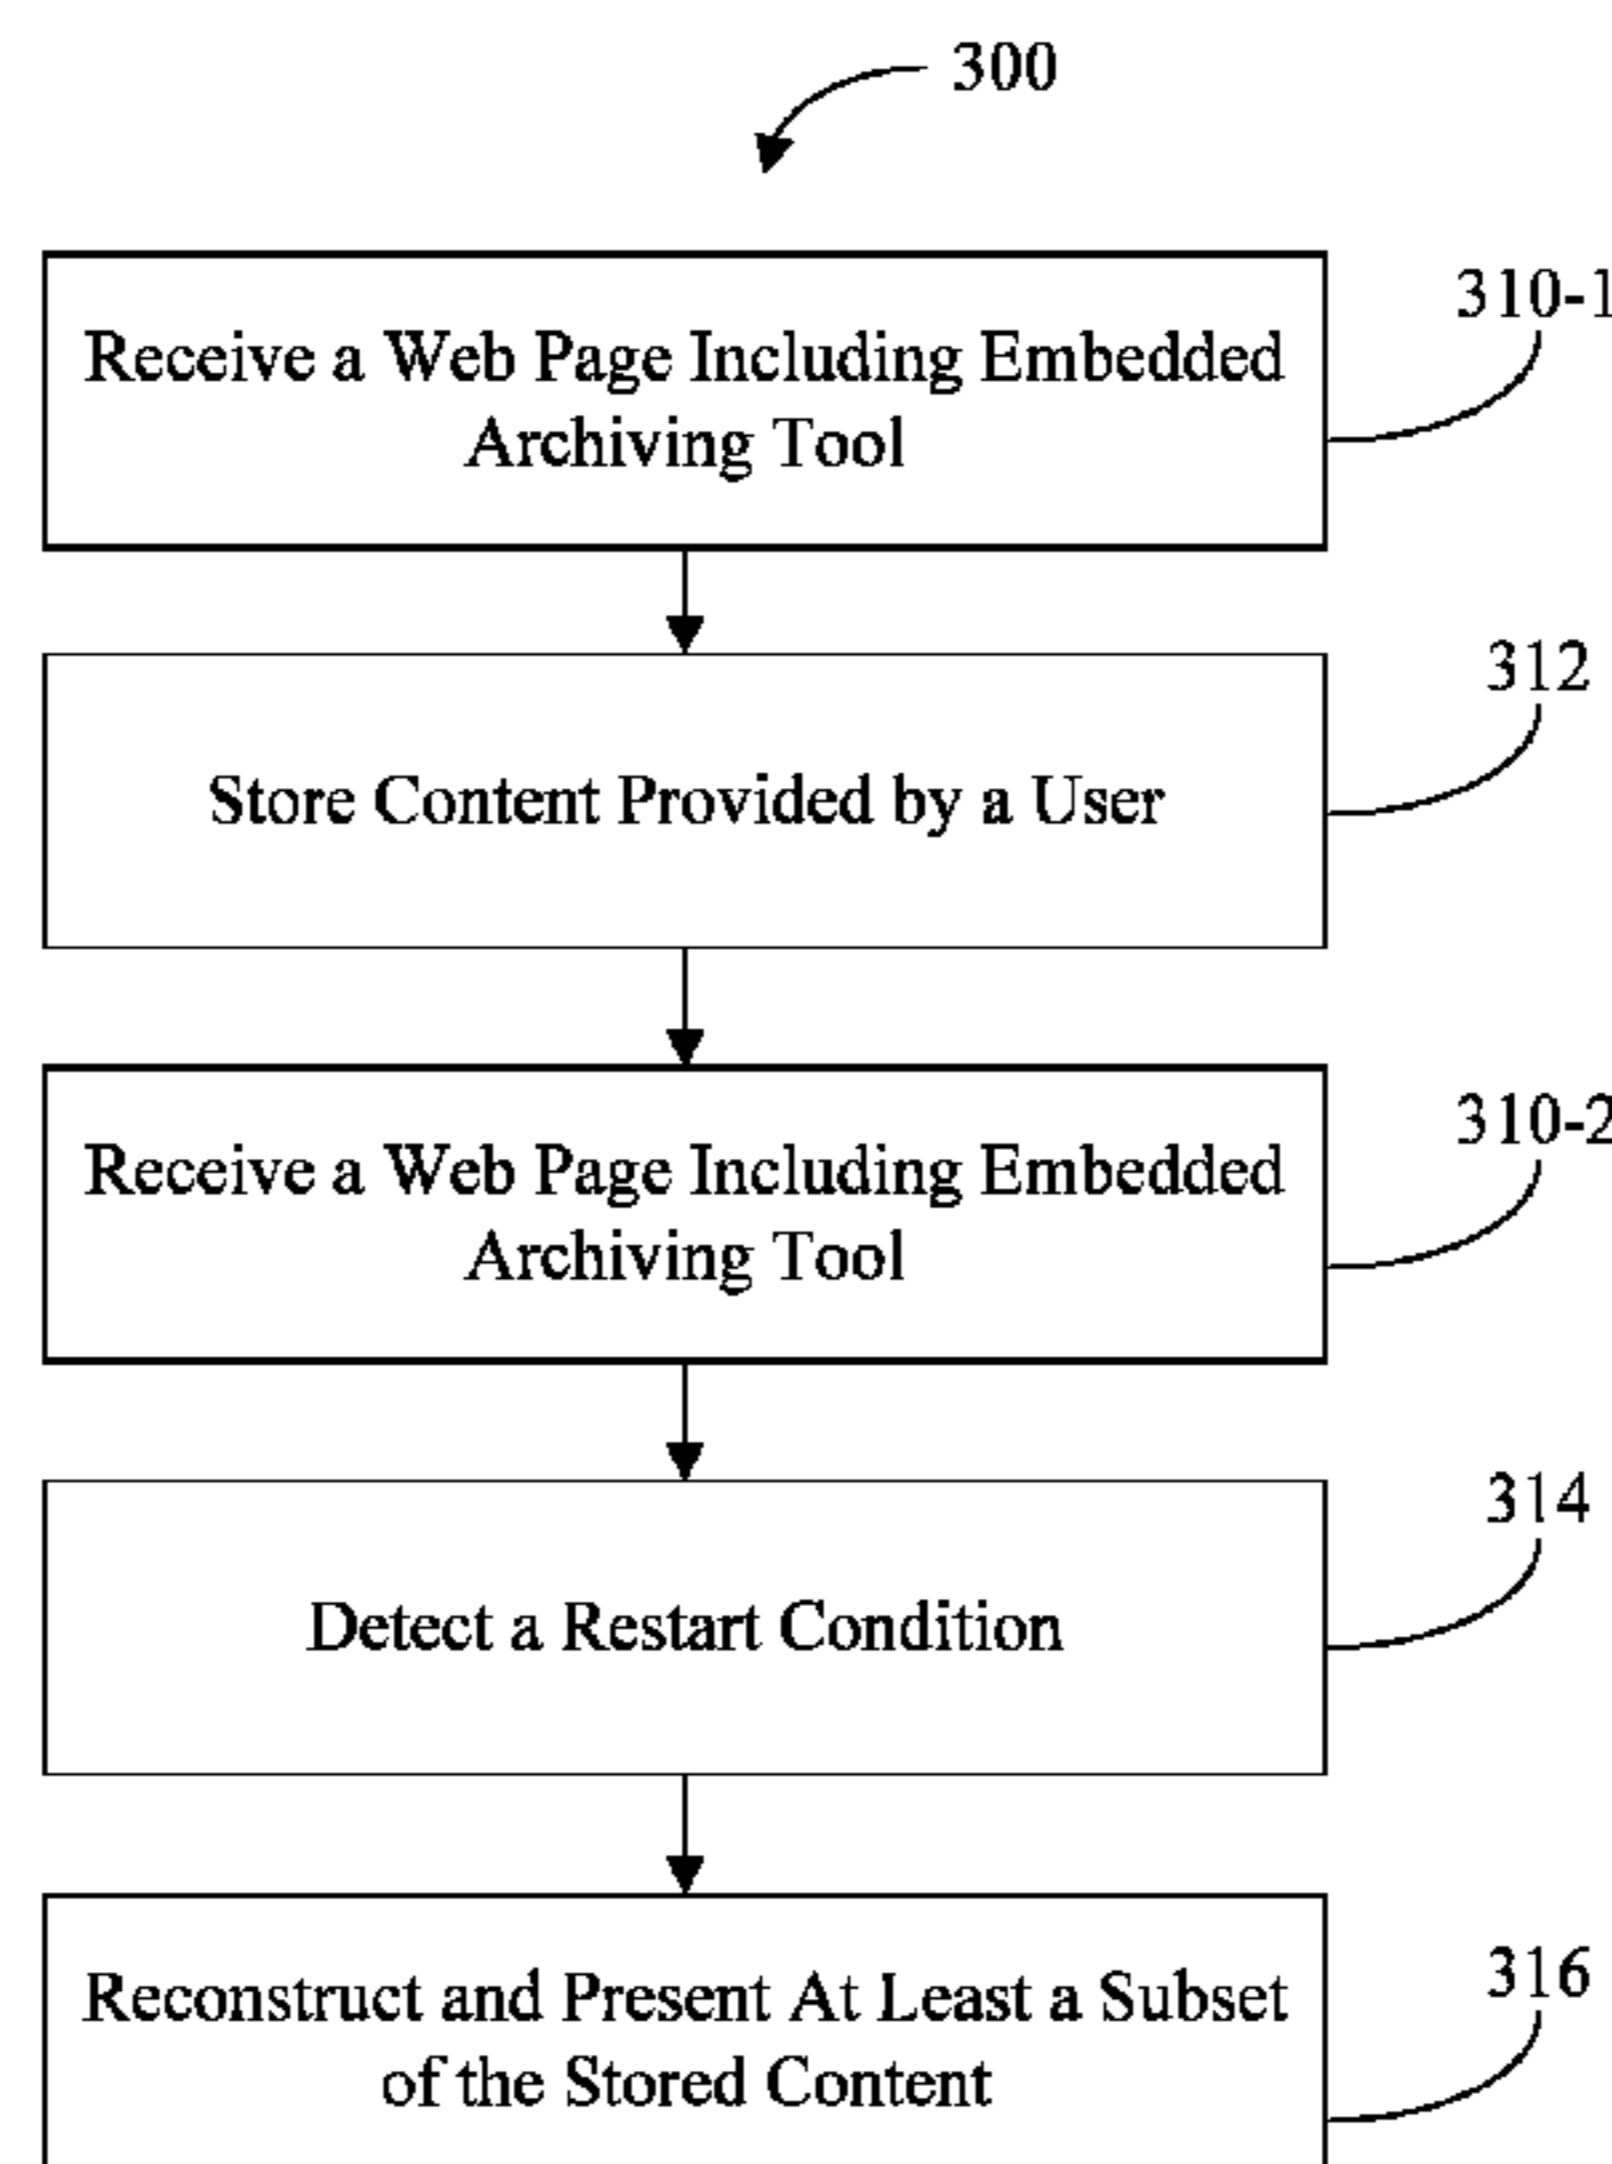 300
310-1
Receive a Web Page Including Embedded
Archiving Tool
312
Store Content Provided by a User
310-2
Receive a Web Page Including Embedded
Archiving Tool
314
Detect a Restart Condition
316
Reconstruct and Present At Least a Subset
of the Stored Content